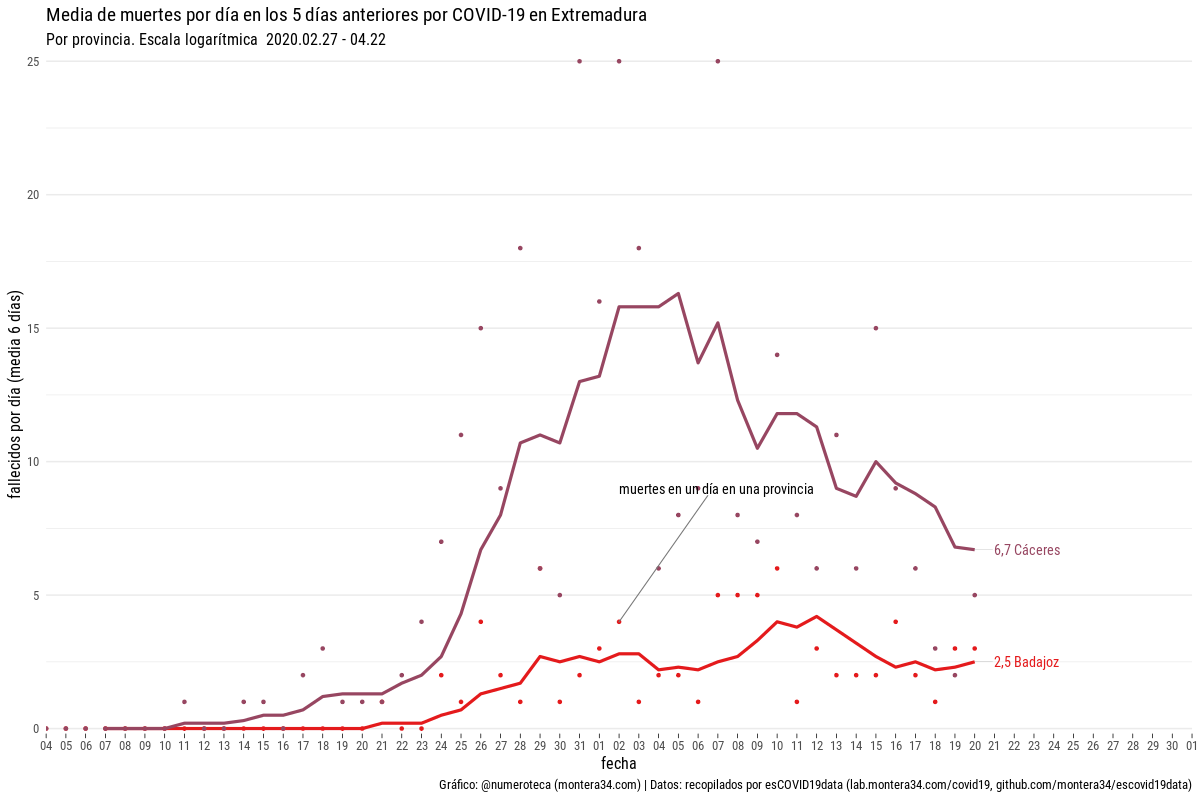 Media de muertes por día en los 5 días anteriores por COVID-19 en Extremadura
Por provincia. Escala logarítmica  2020.02.27 - 04.22
fallecidos por día (media 6 días)
25
20
15
10
5
0
muertes en un día en una provincia
6,7 Cáceres
2,5 Badajoz
04 05 06 07 08 09 10 11 12 13 14 15 16 17 18 19 20 21 22 23 24 25 26 27 28 29 30 31 01 02 03 04 05 06 07 08 09 10 11 12 13 14 15 16 17 18 19 20 21 22 23 24 25 26 27 28 29 30 01
fecha
Gráfico: @numeroteca (montera34.com) | Datos: recopilados por esCOVID19data (lab.montera34.com/covid19, github.com/montera34/escovid19data)